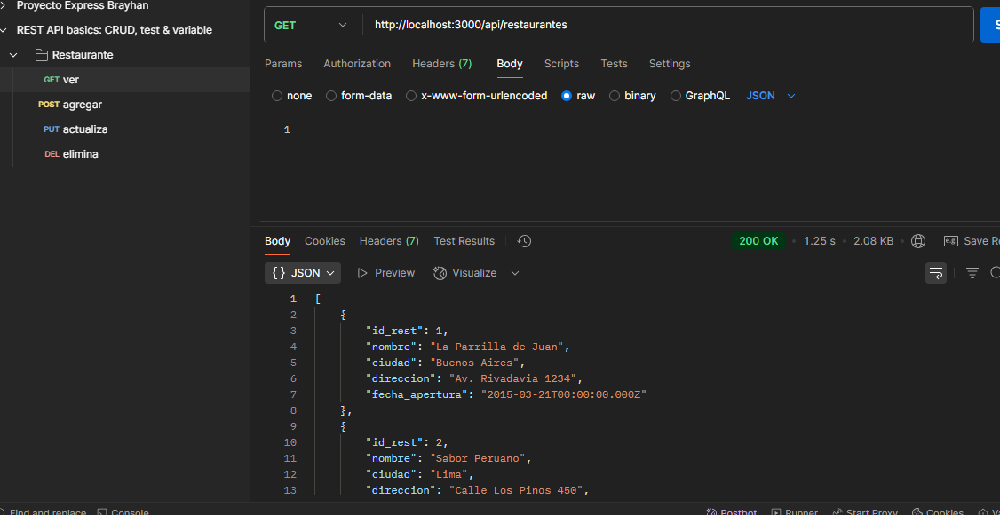 Proyecto Express Brayhan
REST API basics: CRUD, test & variable
Restaurante
GET ver
POST agregar
PUT actualiza
DEL elimina
GET http://localhost:3000/api/restaurantes
Params Authorization Headers (7) Body Scripts Tests Settings
none form-data x-www-form-urlencoded raw binary GraphQL JSON
1
Body Cookies Headers (7) Test Results 200 OK 1.25 s 2.08 KB e.g. Save
{} JSON Preview Visualize
1 [
2 {
3 "id_rest": 1,
4 "nombre": "La Parrilla de Juan",
5 "ciudad": "Buenos Aires",
6 "direccion": "Av. Rivadavia 1234",
7 "fecha_apertura": "2015-03-21T00:00:00.000Z"
8 },
9 {
10 "id_rest": 2,
11 "nombre": "Sabor Peruano",
12 "ciudad": "Lima",
13 "direccion": "Calle Los Pinos 450",
Find and replace Console Postbot Runner Start Proxy Cookies